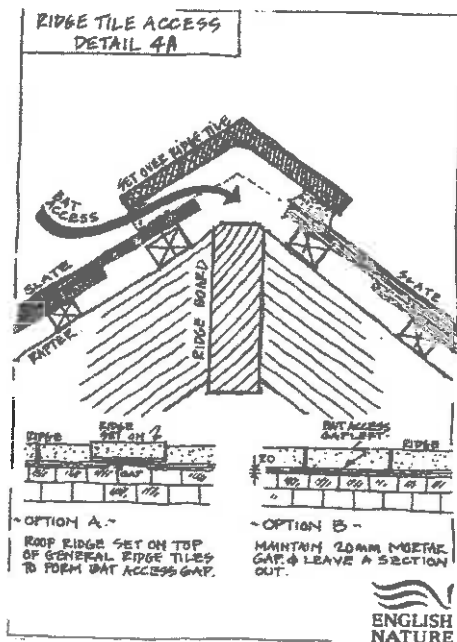 RIDGE TILE ACCESS
DETAIL 4A
SET OVER RIDGE TILE
BAT
ACCESS
SLATE
RAFTER
RIDGE BOARD
SLATE
RIDGE
RIDGE
SET ON
GAP
BAT ACCESS
GAP LEFT
RIDGE
20
- OPTION A -
ROOF RIDGE SET ON TOP
OF GENERAL RIDGE TILES
TO FORM BAT ACCESS GAP.
- OPTION B -
MAINTAIN 20MM MORTAR
GAP & LEAVE A SECTION
OUT.
ENGLISH
NATURE